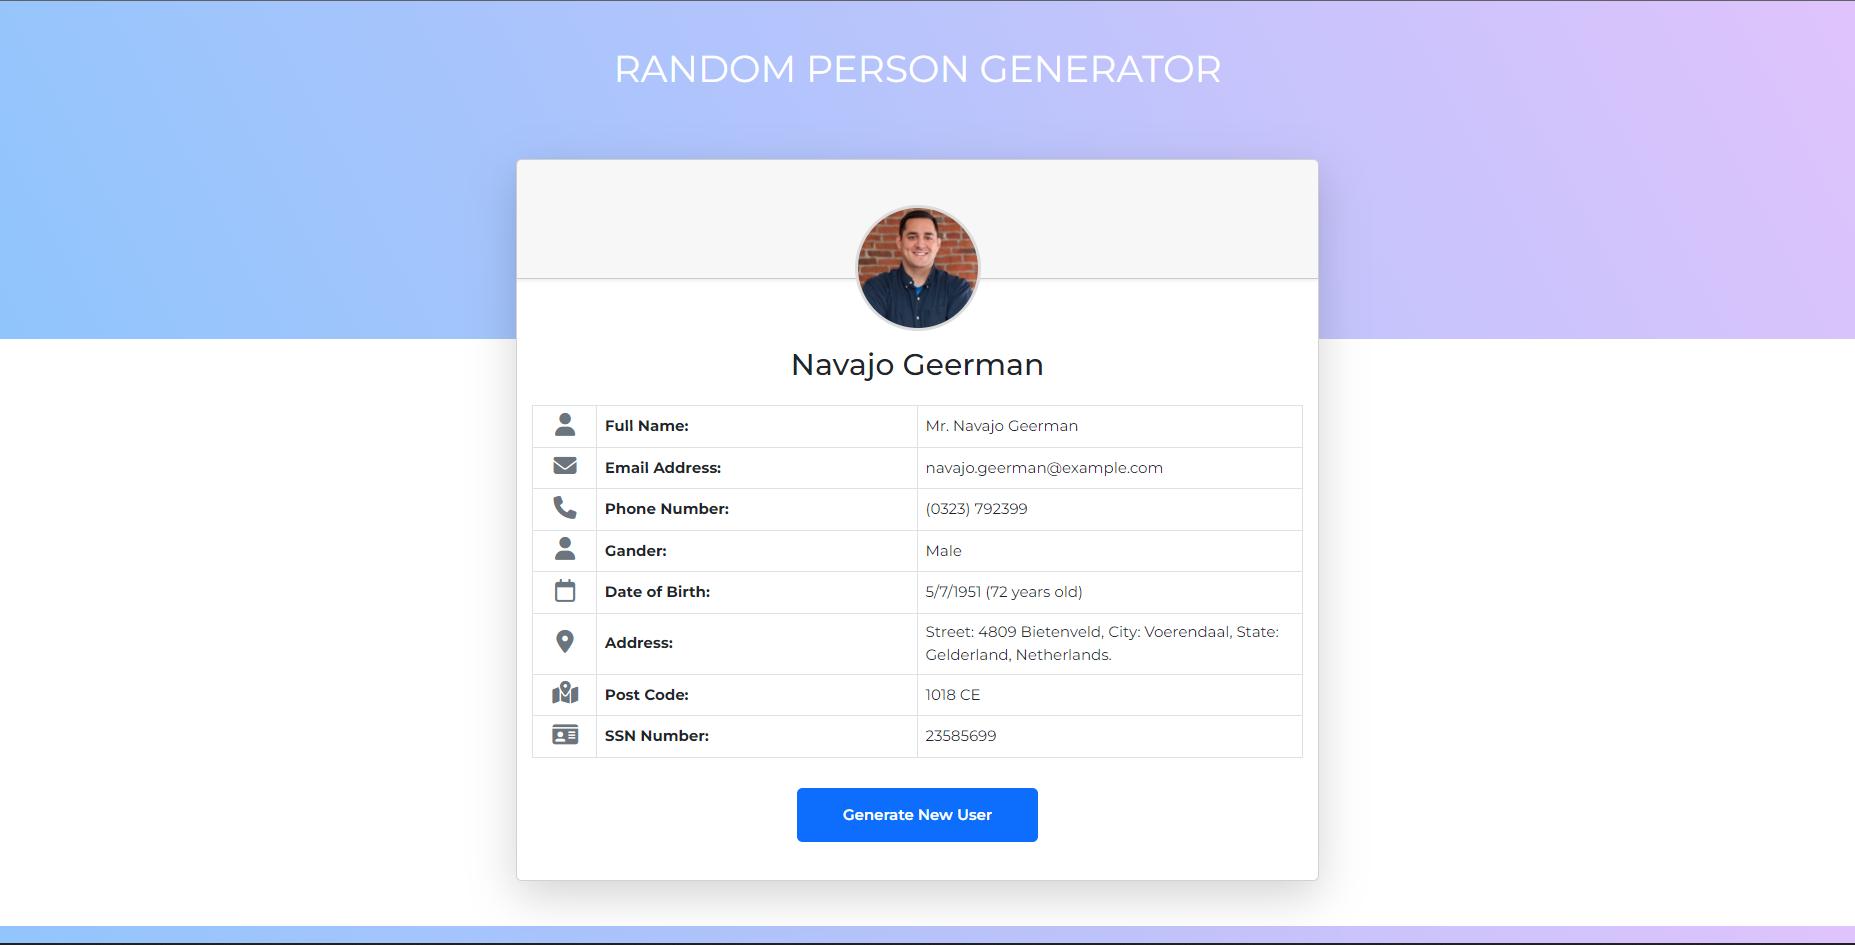 RANDOM PERSON GENERATOR
Navajo Geerman
Full Name: Mr. Navajo Geerman
Email Address: navajo.geerman@example.com
Phone Number: (0323) 792399
Gander: Male
Date of Birth: 5/7/1951 (72 years old)
Address: Street: 4809 Bietenveld, City: Voerendaal, State:
Gelderland, Netherlands.
Post Code: 1018 CE
SSN Number: 23585699
Generate New User